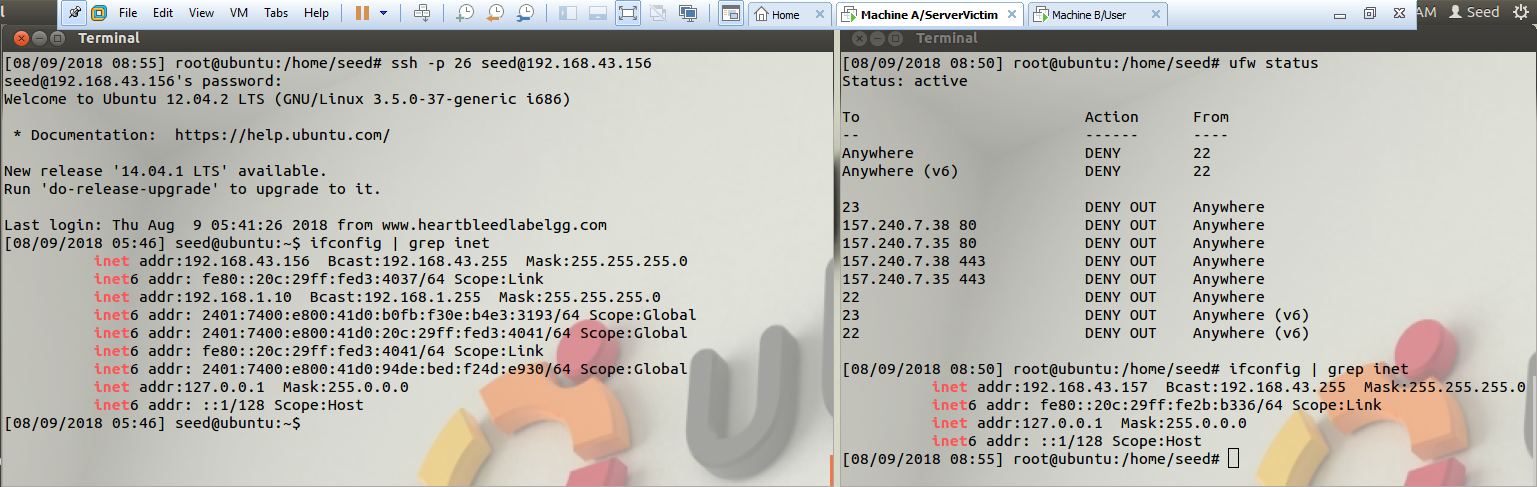 File Edit View VM Tabs Help Home Machine A/ServerVictim Machine B/User AM Seed
Terminal
[08/09/2018 08:55] root@ubuntu:/home/seed# ssh -p 26 seed@192.168.43.156
seed@192.168.43.156's password:
Welcome to Ubuntu 12.04.2 LTS (GNU/Linux 3.5.0-37-generic i686)
* Documentation: https://help.ubuntu.com/
New release '14.04.1 LTS' available.
Run 'do-release-upgrade' to upgrade to it.
Last login: Thu Aug 9 05:41:26 2018 from www.heartbleedlabelgg.com
[08/09/2018 05:46] seed@ubuntu:~$ ifconfig | grep inet
inet addr:192.168.43.156 Bcast:192.168.43.255 Mask:255.255.255.0
inet6 addr: fe80::20c:29ff:fed3:4037/64 Scope:Link
inet addr:192.168.1.10 Bcast:192.168.1.255 Mask:255.255.255.0
inet6 addr: 2401:7400:e800:41d0:b0fb:f30e:b4e3:3193/64 Scope:Global
inet6 addr: 2401:7400:e800:41d0:20c:29ff:fed3:4041/64 Scope:Global
inet6 addr: fe80::20c:29ff:fed3:4041/64 Scope:Link
inet6 addr: 2401:7400:e800:41d0:94de:bed:f24d:e930/64 Scope:Global
inet addr:127.0.0.1 Mask:255.0.0.0
inet6 addr: ::1/128 Scope:Host
[08/09/2018 05:46] seed@ubuntu:~$
Terminal
[08/09/2018 08:50] root@ubuntu:/home/seed# ufw status
Status: active
To Action From
-- ------ ----
Anywhere DENY 22
Anywhere (v6) DENY 22
23 DENY OUT Anywhere
157.240.7.38 80 DENY OUT Anywhere
157.240.7.35 80 DENY OUT Anywhere
157.240.7.38 443 DENY OUT Anywhere
157.240.7.35 443 DENY OUT Anywhere
22 DENY OUT Anywhere
23 DENY OUT Anywhere (v6)
22 DENY OUT Anywhere (v6)
[08/09/2018 08:50] root@ubuntu:/home/seed# ifconfig | grep inet
inet addr:192.168.43.157 Bcast:192.168.43.255 Mask:255.255.255.0
inet6 addr: fe80::20c:29ff:fe2b:b336/64 Scope:Link
inet addr:127.0.0.1 Mask:255.0.0.0
inet6 addr: ::1/128 Scope:Host
[08/09/2018 08:55] root@ubuntu:/home/seed#